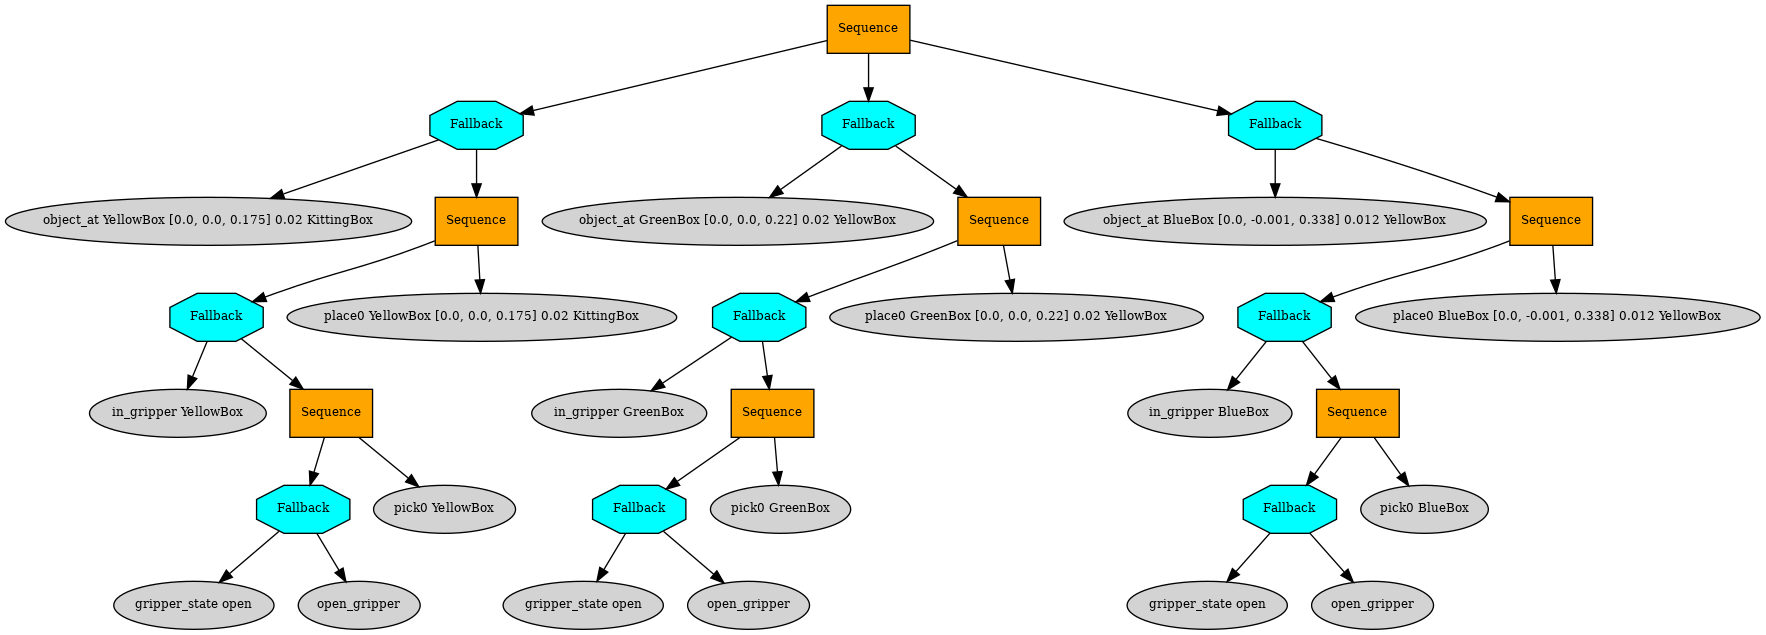 Sequence
Fallback
Fallback
Fallback
object_at YellowBox [0.0, 0.0, 0.175] 0.02 KittingBox
Sequence
object_at GreenBox [0.0, 0.0, 0.22] 0.02 YellowBox
Sequence
object_at BlueBox [0.0, -0.001, 0.338] 0.012 YellowBox
Sequence
Fallback
place0 YellowBox [0.0, 0.0, 0.175] 0.02 KittingBox
Fallback
place0 GreenBox [0.0, 0.0, 0.22] 0.02 YellowBox
Fallback
place0 BlueBox [0.0, -0.001, 0.338] 0.012 YellowBox
in_gripper YellowBox
Sequence
in_gripper GreenBox
Sequence
in_gripper BlueBox
Sequence
Fallback
pick0 YellowBox
Fallback
pick0 GreenBox
Fallback
pick0 BlueBox
gripper_state open
open_gripper
gripper_state open
open_gripper
gripper_state open
open_gripper